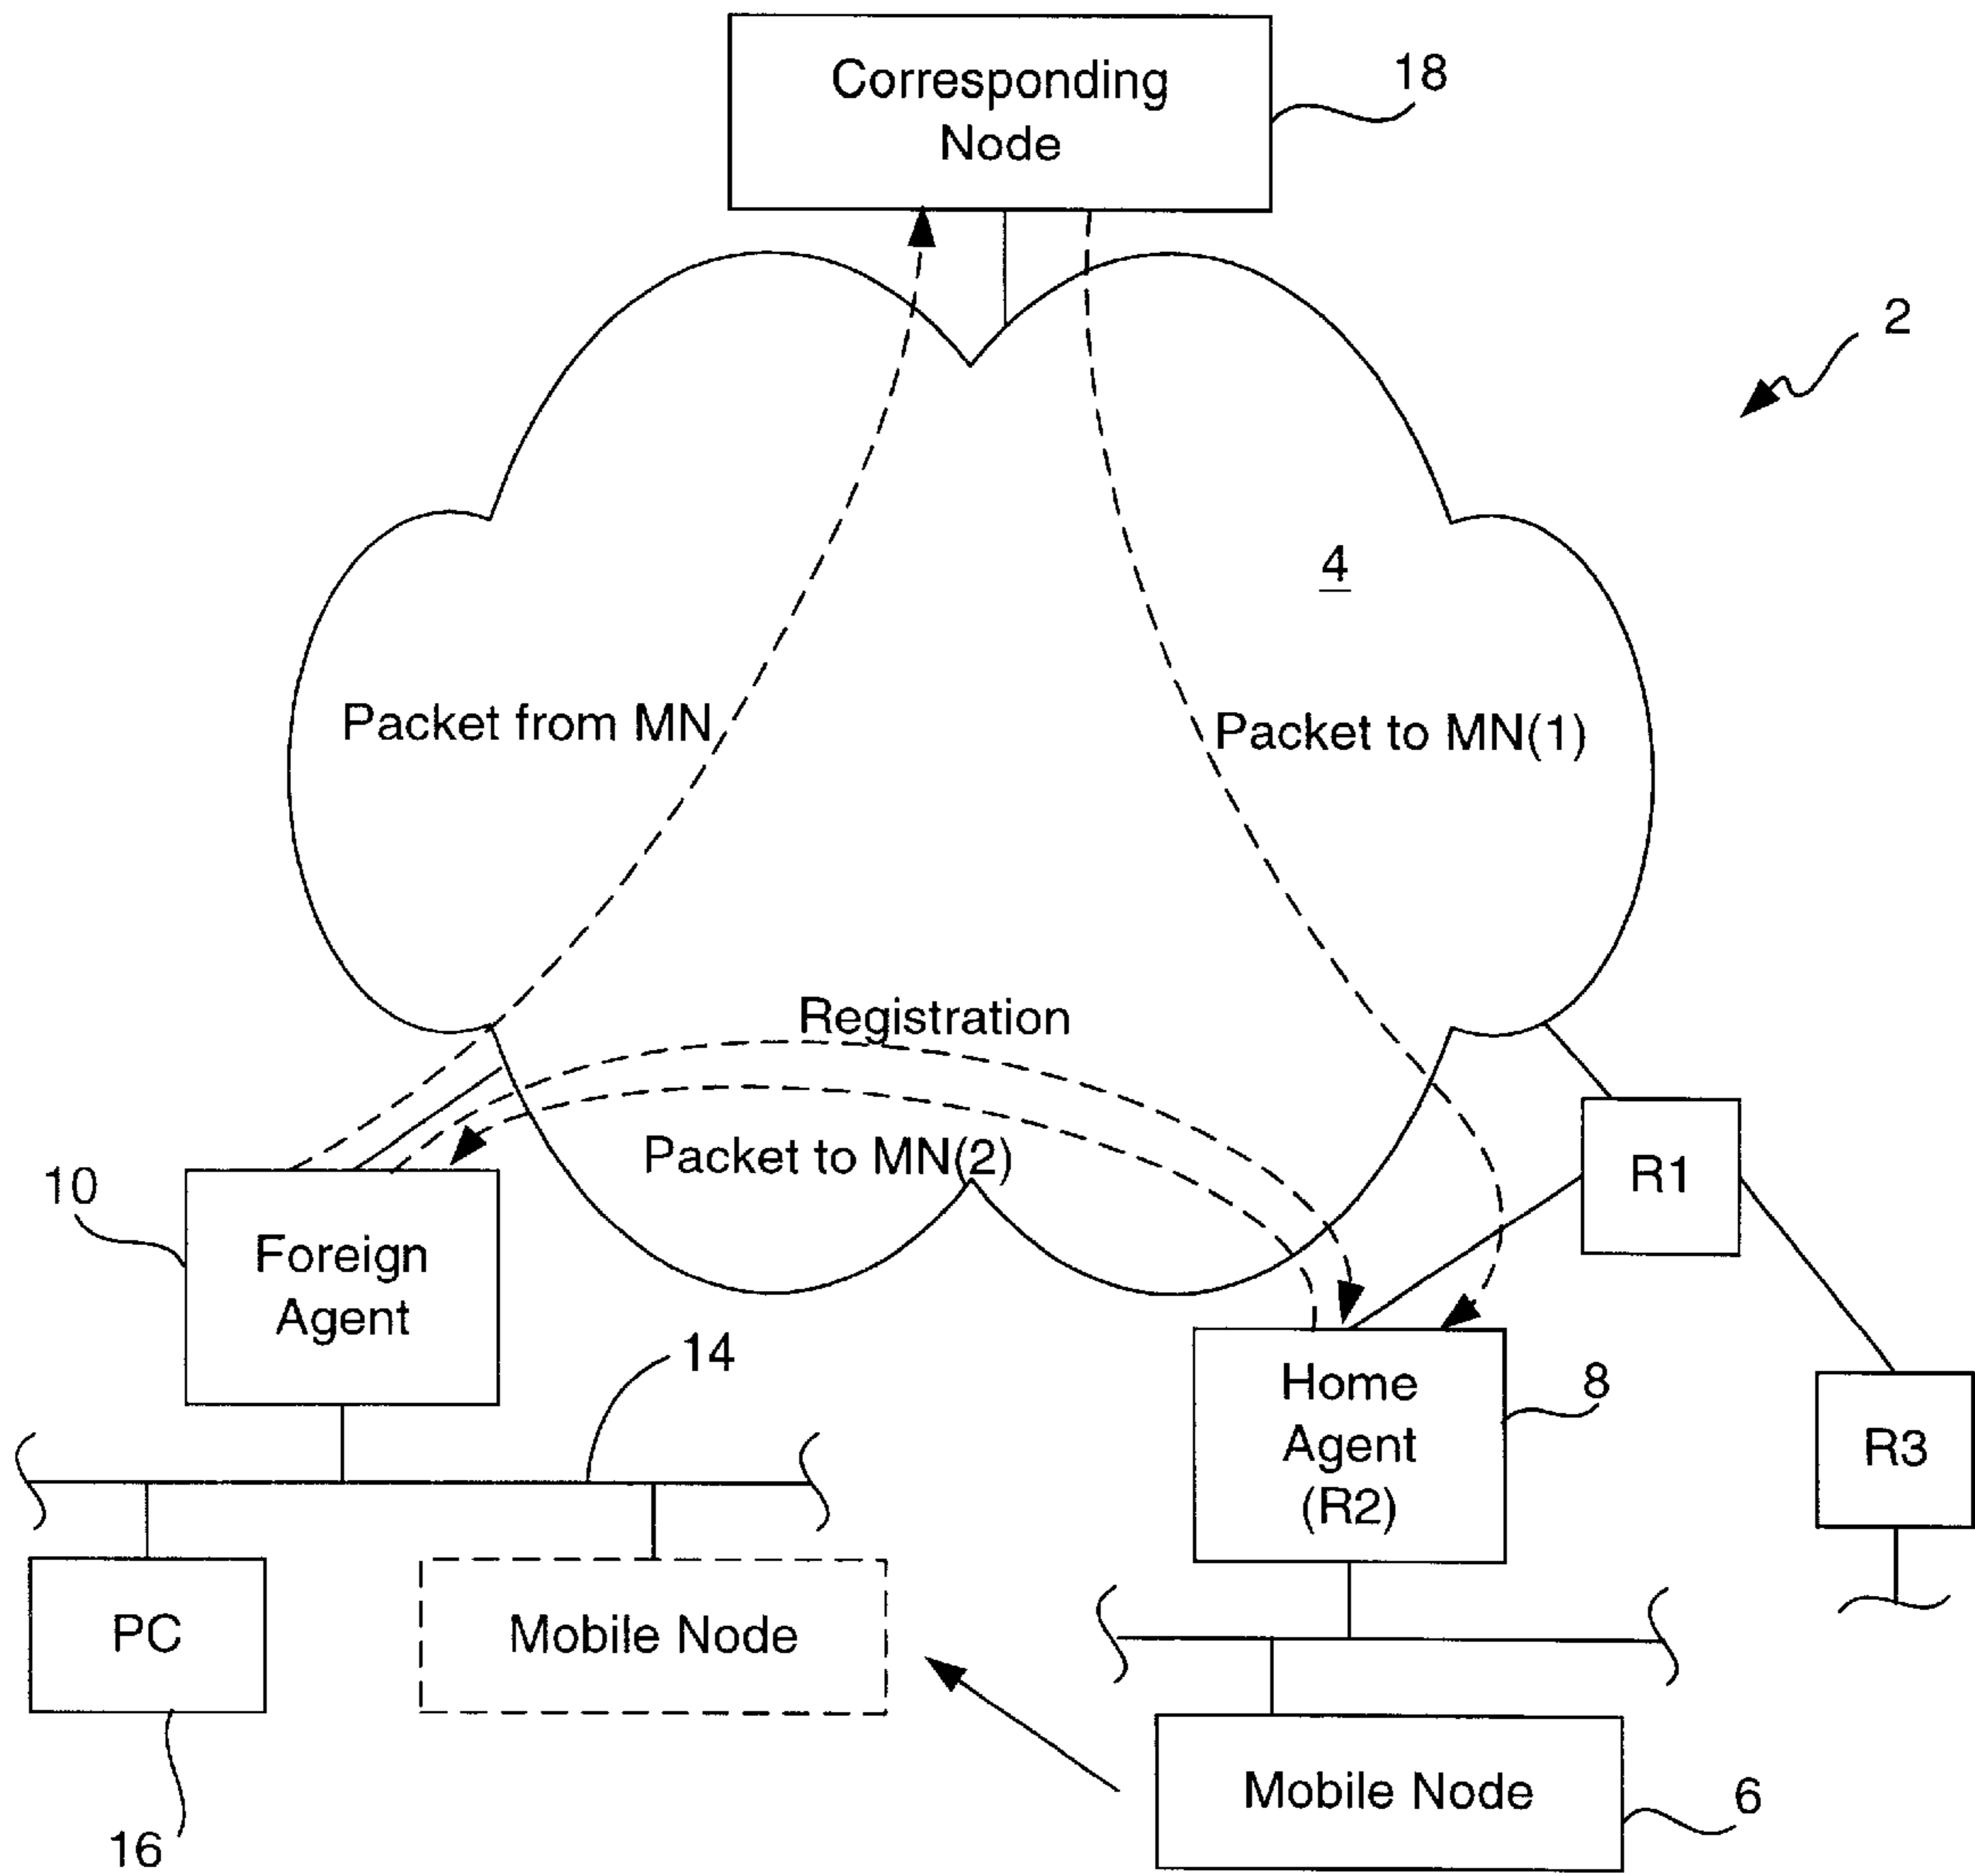 Corresponding
Node
18
2
4
Packet from MN
Packet to MN(1)
Registration
Packet to MN(2)
R1
10
Foreign
Agent
14
Home
Agent
(R2)
8
R3
PC
Mobile Node
Mobile Node
6
16